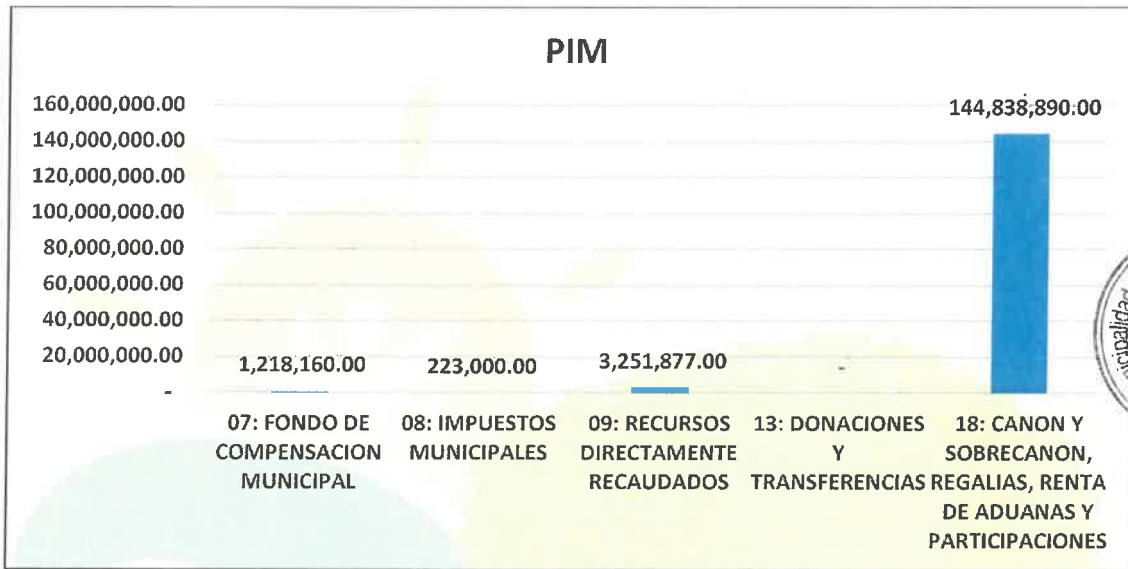 PIM
160,000,000.00
140,000,000.00
120,000,000.00
100,000,000.00
80,000,000.00
60,000,000.00
40,000,000.00
20,000,000.00
-
1,218,160.00
223,000.00
3,251,877.00
-
144,838,890.00
07: FONDO DE
COMPENSACION
MUNICIPAL
08: IMPUESTOS
MUNICIPALES
09: RECURSOS
DIRECTAMENTE
RECAUDADOS
13: DONACIONES
Y
TRANSFERENCIAS
18: CANON Y
SOBRECANON,
REGALIAS, RENTA
DE ADUANAS Y
PARTICIPACIONES